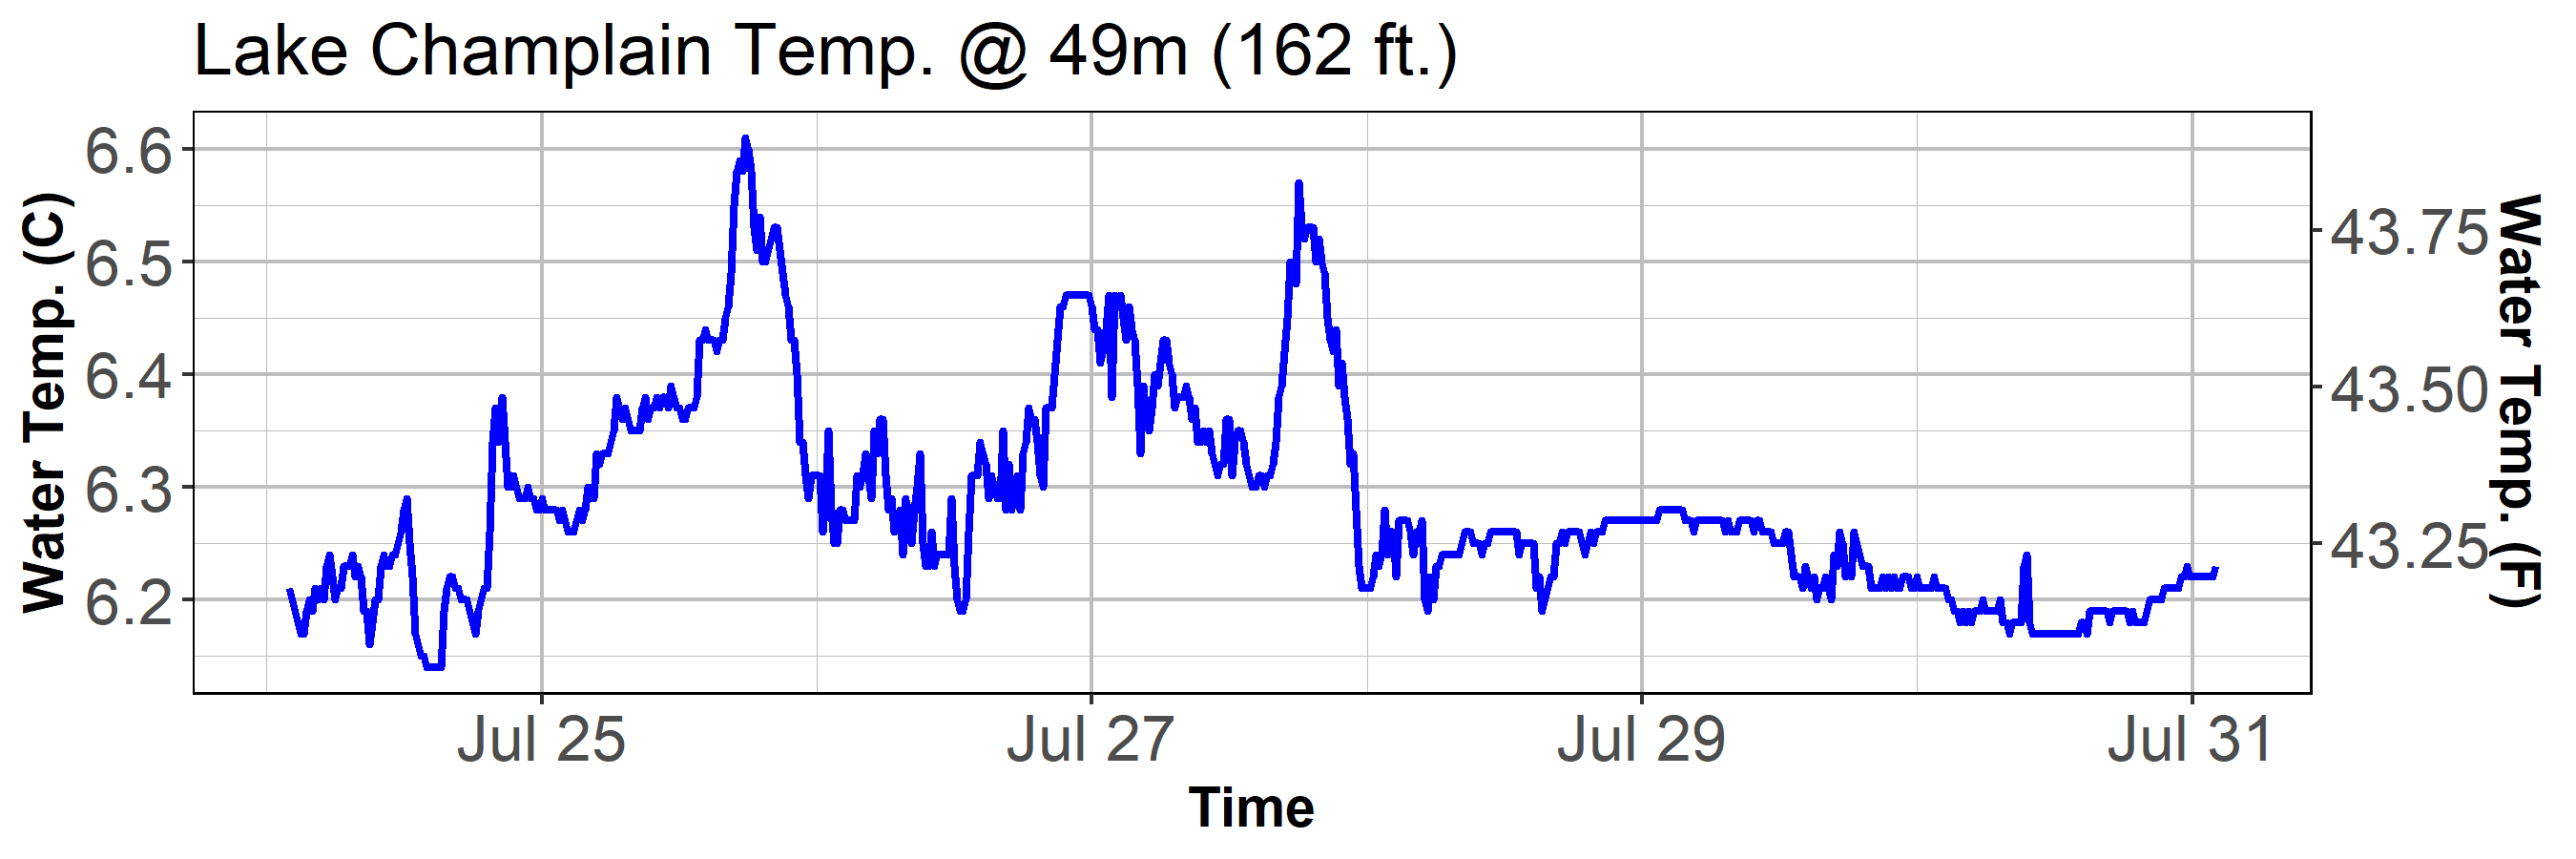 Lake Champlain Temp. @ 49m (162 ft.)
Water Temp. (C)
6.6
6.5
6.4
6.3
6.2
43.75
43.50
43.25
Water Temp. (F)
Jul 25
Jul 27
Jul 29
Jul 31
Time